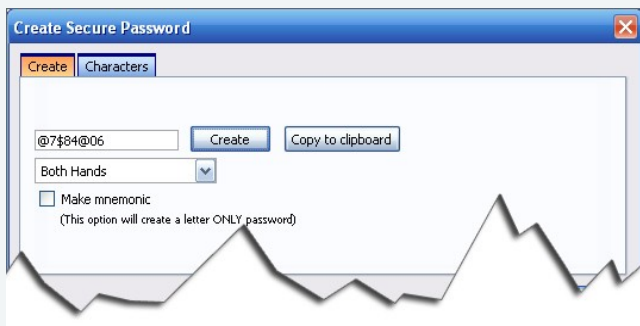 Create Secure Password
Create Characters
@7$84@06 Create Copy to clipboard
Both Hands
Make mnemonic
(This option will create a letter ONLY password)